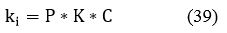 kᵢ = P * K * C (39)